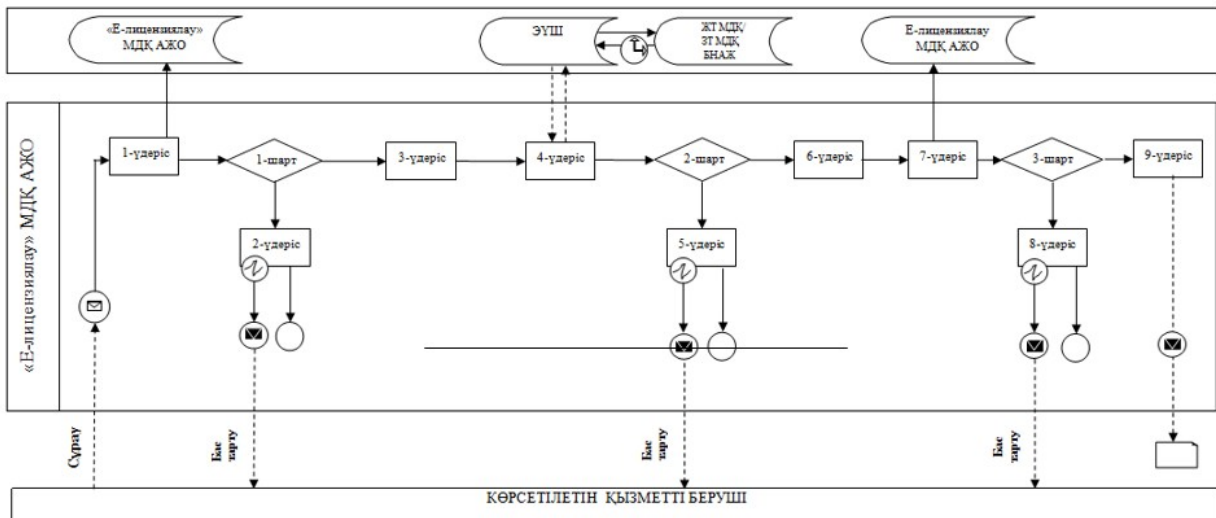 «Е-лицензиялау»
МДҚ АЖО
ЭҮШ
ЖТ МДҚ/
ЗТ МДҚ
БНАЖ
Е-лицензиялау
МДҚ АЖО
«Е-лицензиялау» МДҚ АЖО
1-үдеріс
1-шарт
3-үдеріс
4-үдеріс
2-шарт
6-үдеріс
7-үдеріс
3-шарт
9-үдеріс
2-үдеріс
5-үдеріс
8-үдеріс
Сұрау
Бас
тарту
Бас
тарту
Бас
тарту
КӨРСЕТІЛЕТІН ҚЫЗМЕТТІ БЕРУШІ